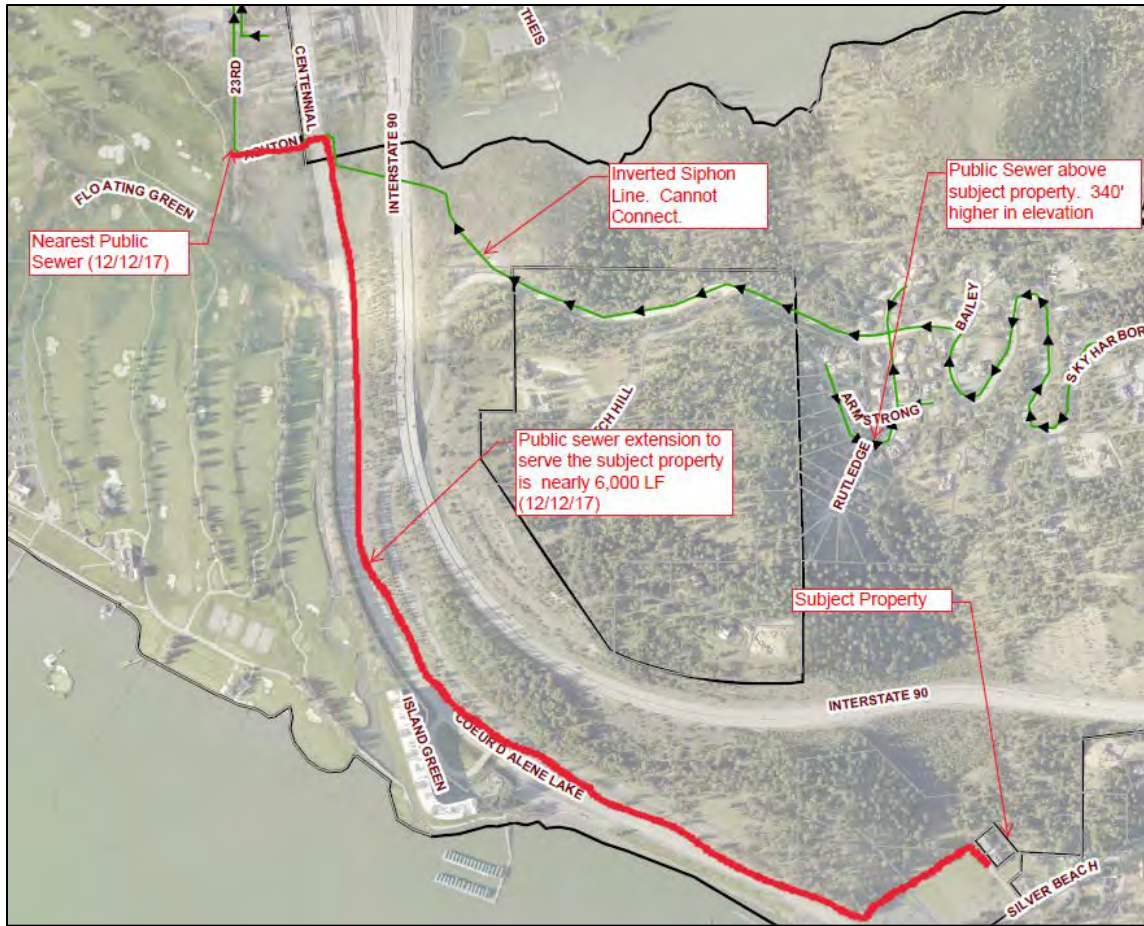 THEIS
23RD
CENTENNIAL
INTERSTATE 90
ASHTON
FLOATING GREEN
Nearest Public
Sewer (12/12/17)
Inverted Siphon
Line. Cannot
Connect.
Public Sewer above
subject property. 340'
higher in elevation
BAILEY
SKY HARBOR
ARMSTRONG
RUTLEDGE
HILL
Public sewer extension to
serve the subject property
is nearly 6,000 LF
(12/12/17)
Subject Property
INTERSTATE 90
ISLAND GREEN
COEUR D ALENE LAKE
SILVER BEACH